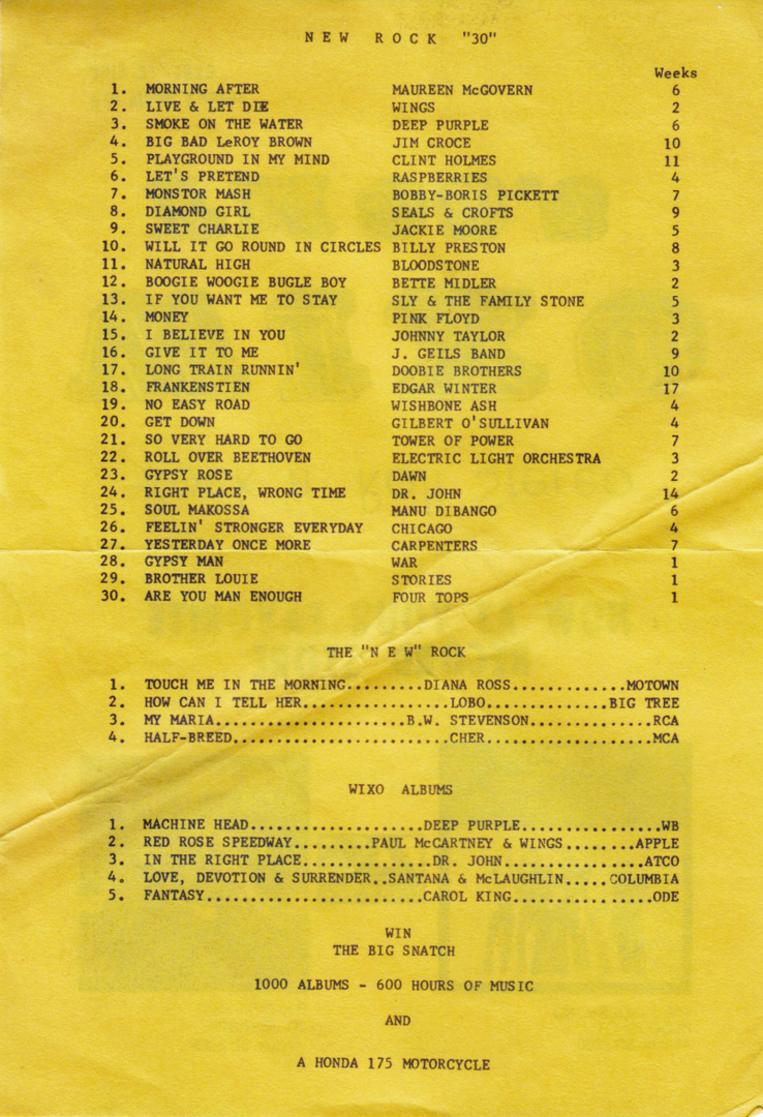 NEW ROCK "30"
Weeks
1. MORNING AFTER MAUREEN McGOVERN 6
2. LIVE & LET DIE WINGS 2
3. SMOKE ON THE WATER DEEP PURPLE 6
4. BIG BAD LeROY BROWN JIM CROCE 10
5. PLAYGROUND IN MY MIND CLINT HOLMES 11
6. LET'S PRETEND RASPBERRIES 4
7. MONSTOR MASH BOBBY-BORIS PICKETT 7
8. DIAMOND GIRL SEALS & CROFTS 9
9. SWEET CHARLIE JACKIE MOORE 5
10. WILL IT GO ROUND IN CIRCLES BILLY PRESTON 8
11. NATURAL HIGH BLOODSTONE 3
12. BOOGIE WOOGIE BUGLE BOY BETTE MIDLER 2
13. IF YOU WANT ME TO STAY SLY & THE FAMILY STONE 5
14. MONEY PINK FLOYD 3
15. I BELIEVE IN YOU JOHNNY TAYLOR 2
16. GIVE IT TO ME J. GEILS BAND 9
17. LONG TRAIN RUNNIN' DOOBIE BROTHERS 10
18. FRANKENSTIEN EDGAR WINTER 17
19. NO EASY ROAD WISHBONE ASH 4
20. GET DOWN GILBERT O'SULLIVAN 4
21. SO VERY HARD TO GO TOWER OF POWER 7
22. ROLL OVER BEETHOVEN ELECTRIC LIGHT ORCHESTRA 3
23. GYPSY ROSE DAWN 2
24. RIGHT PLACE, WRONG TIME DR. JOHN 14
25. SOUL MAKOSSA MANU DIBANGO 6
26. FEELIN' STRONGER EVERYDAY CHICAGO 4
27. YESTERDAY ONCE MORE CARPENTERS 7
28. GYPSY MAN WAR 1
29. BROTHER LOUIE STORIES 1
30. ARE YOU MAN ENOUGH FOUR TOPS 1
THE "N E W" ROCK
1. TOUCH ME IN THE MORNING.........DIANA ROSS.............MOTOWN
2. HOW CAN I TELL HER.................LOBO..............BIG TREE
3. MY MARIA......................B.W. STEVENSON..............RCA
4. HALF-BREED.........................CHER....................MCA
WIXO ALBUMS
1. MACHINE HEAD....................DEEP PURPLE................WB
2. RED ROSE SPEEDWAY.........PAUL McCARTNEY & WINGS........APPLE
3. IN THE RIGHT PLACE...............DR. JOHN................ATCO
4. LOVE, DEVOTION & SURRENDER..SANTANA & McLAUGHLIN.....COLUMBIA
5. FANTASY.........................CAROL KING................ODE
WIN
THE BIG SNATCH
1000 ALBUMS - 600 HOURS OF MUSIC
AND
A HONDA 175 MOTORCYCLE